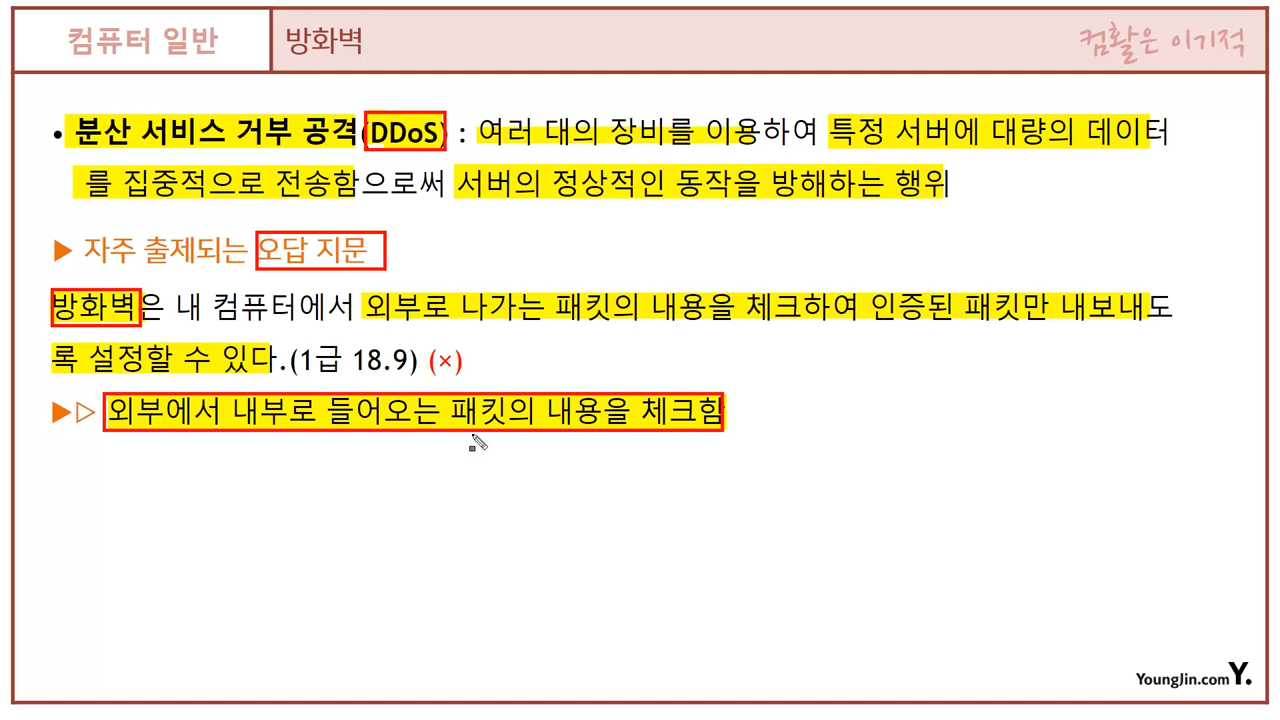 컴퓨터 일반
방화벽
컴활은 이기적
• 분산 서비스 거부 공격(DDoS) : 여러 대의 장비를 이용하여 특정 서버에 대량의 데이터
를 집중적으로 전송함으로써 서버의 정상적인 동작을 방해하는 행위
▶ 자주 출제되는 오답 지문
방화벽은 내 컴퓨터에서 외부로 나가는 패킷의 내용을 체크하여 인증된 패킷만 내보내도
록 설정할 수 있다.(1급 18.9) (×)
▶▷ 외부에서 내부로 들어오는 패킷의 내용을 체크함
YoungJin.com Y.